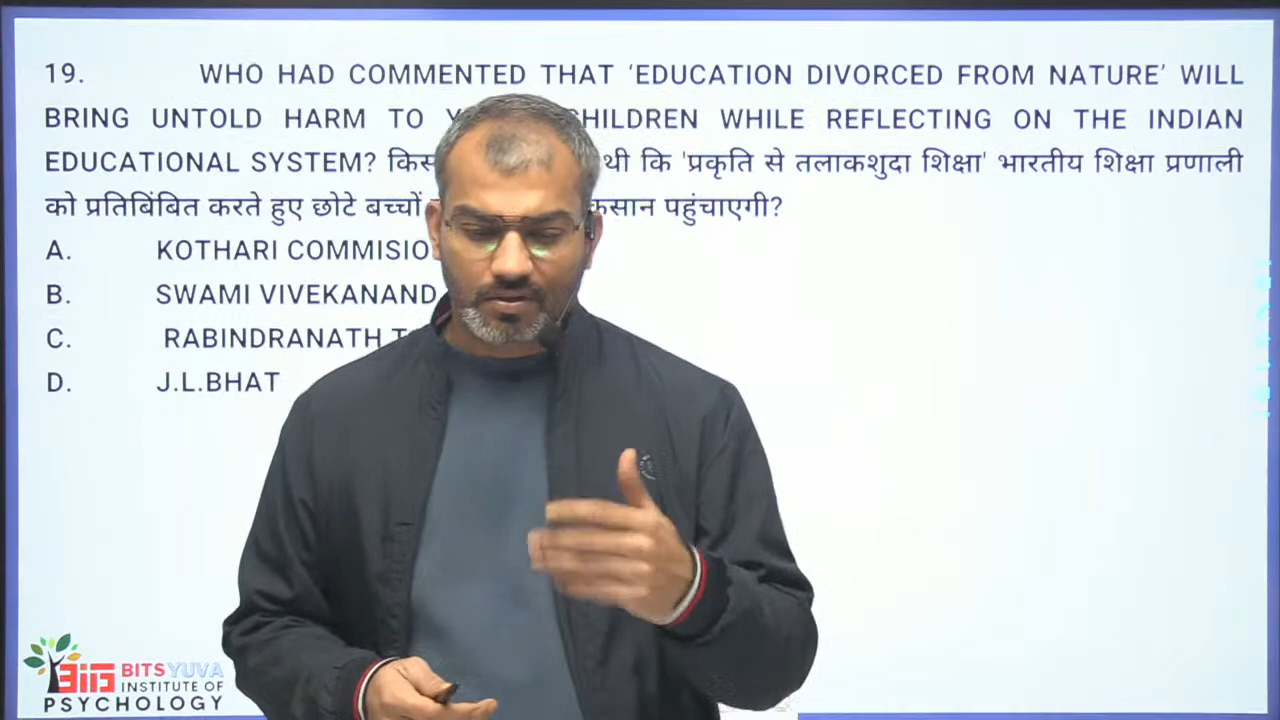 19. WHO HAD COMMENTED THAT ‘EDUCATION DIVORCED FROM NATURE’ WILL
BRING UNTOLD HARM TO CHILDREN WHILE REFLECTING ON THE INDIAN
EDUCATIONAL SYSTEM? थी कि 'प्रकृति से तलाकशुदा शिक्षा' भारतीय शिक्षा प्रणाली
को प्रतिबिंबित करते हुए छोटे बच्चों पहुंचाएगी?
A. KOTHARI
B. SWAMI VIVEKANAND
C. RABINDRANATH
D. J.L.BHAT
BITS YUVA
INSTITUTE OF
PSYCHOLOGY